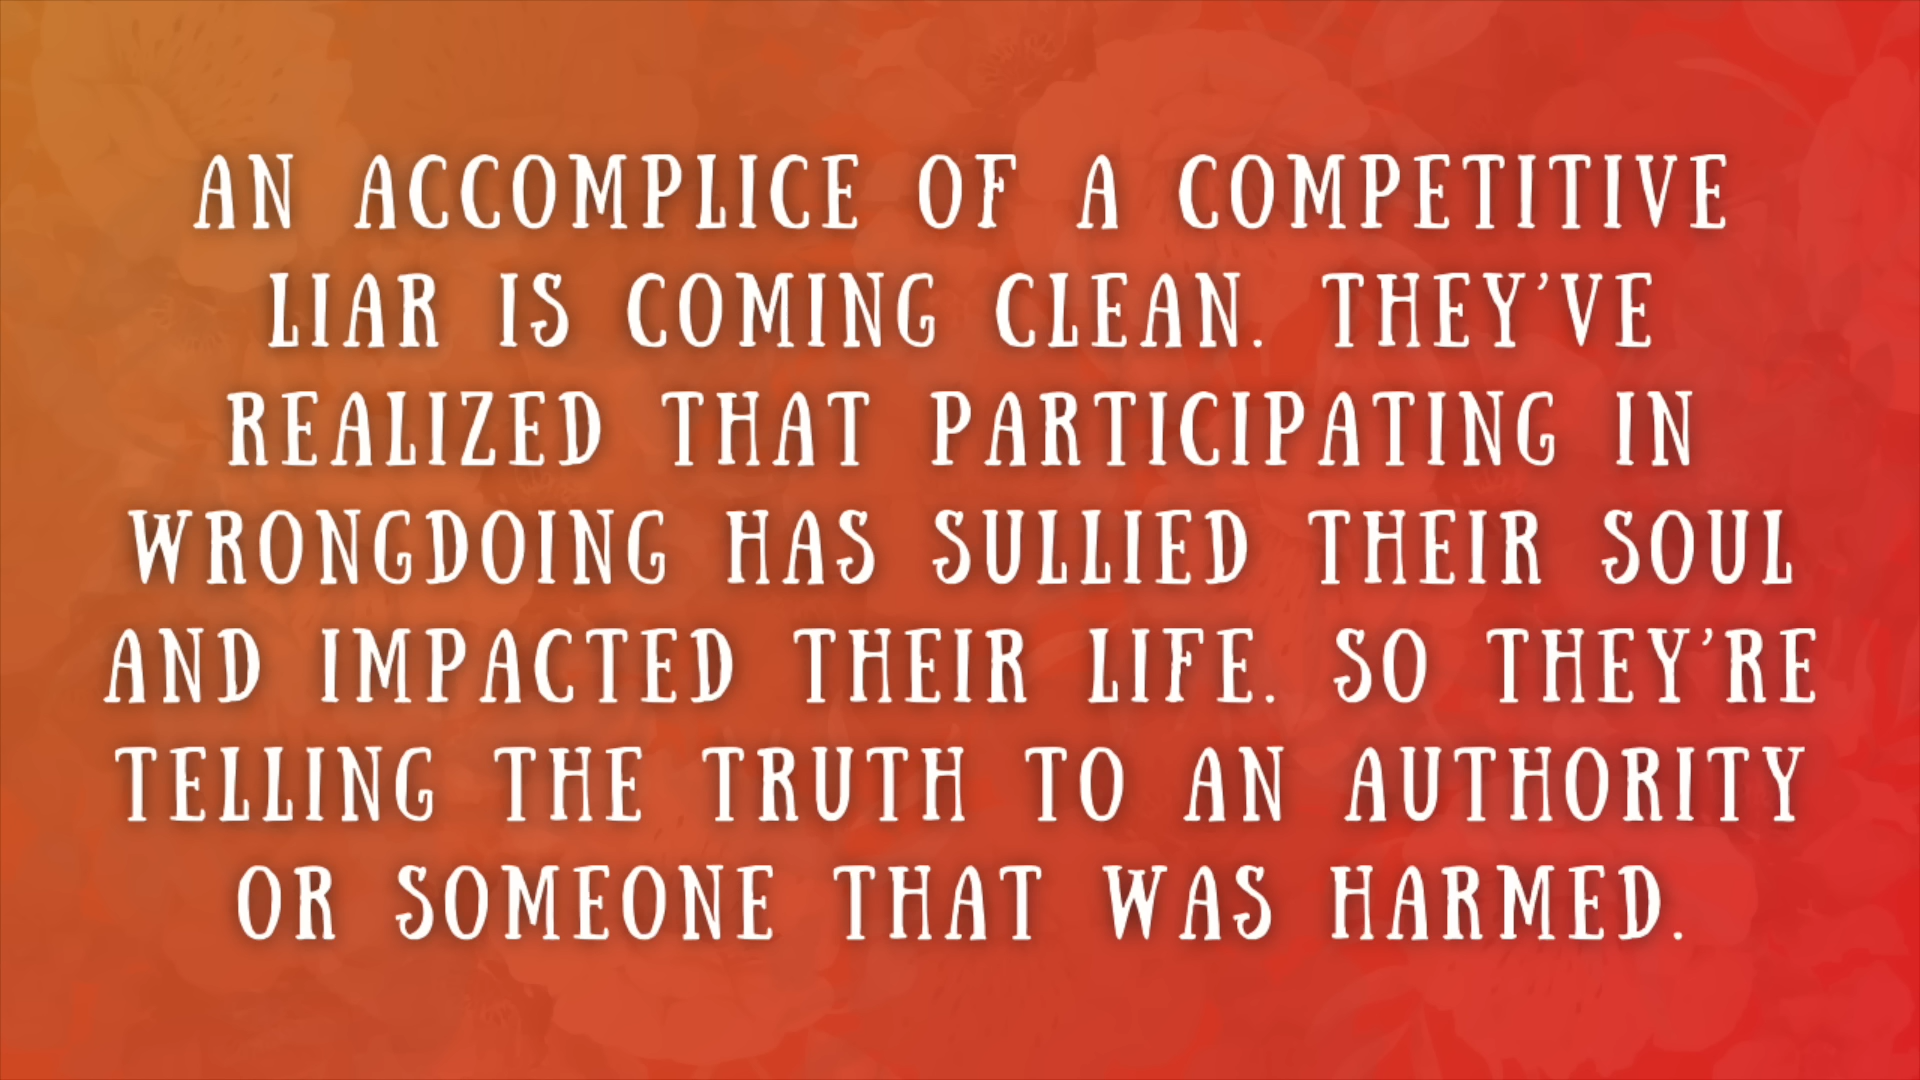 AN ACCOMPLICE OF A COMPETITIVE
LIAR IS COMING CLEAN. THEY'VE
REALIZED THAT PARTICIPATING IN
WRONGDOING HAS SULLIED THEIR SOUL
AND IMPACTED THEIR LIFE. SO THEY'RE
TELLING THE TRUTH TO AN AUTHORITY
OR SOMEONE THAT WAS HARMED.